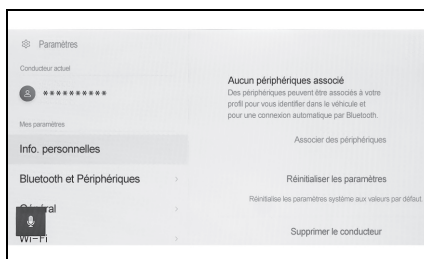 Paramètres
Conducteur actuel
**********
Mes paramètres
Info. personnelles
Bluetooth et Périphériques
Général
Wi-Fi
Aucun périphériques associé
Des périphériques peuvent être associés à votre
profil pour vous identifier dans le véhicule et
pour une connexion automatique par Bluetooth.
Associer des périphériques
Réinitialiser les paramètres
Réinitialise les paramètres système aux valeurs par défaut.
Supprimer le conducteur